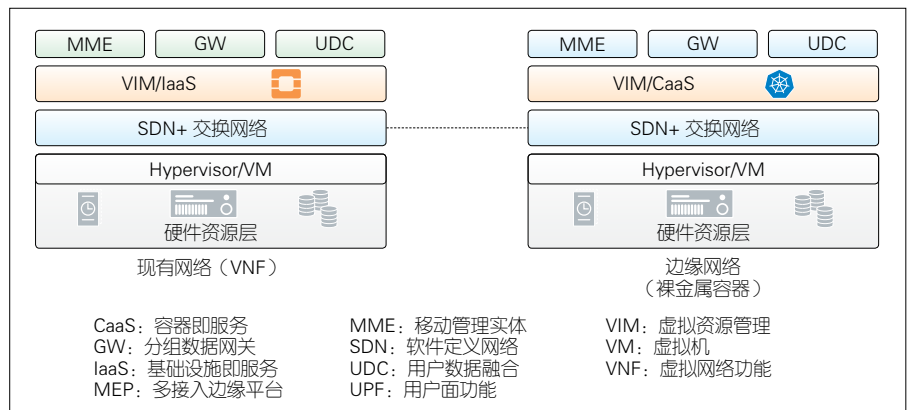 MME GW UDC MME GW UDC
VIM/IaaS VIM/CaaS
SDN+ 交换网络 SDN+ 交换网络
Hypervisor/VM Hypervisor/VM
硬件资源层 硬件资源层
现有网络（VNF） 边缘网络
（裸金属容器）
CaaS：容器即服务 MME：移动管理实体 VIM：虚拟资源管理
GW：分组数据网关 SDN：软件定义网络 VM：虚拟机
IaaS：基础设施即服务 UDC：用户数据融合 VNF：虚拟网络功能
MEP：多接入边缘平台 UPF：用户面功能